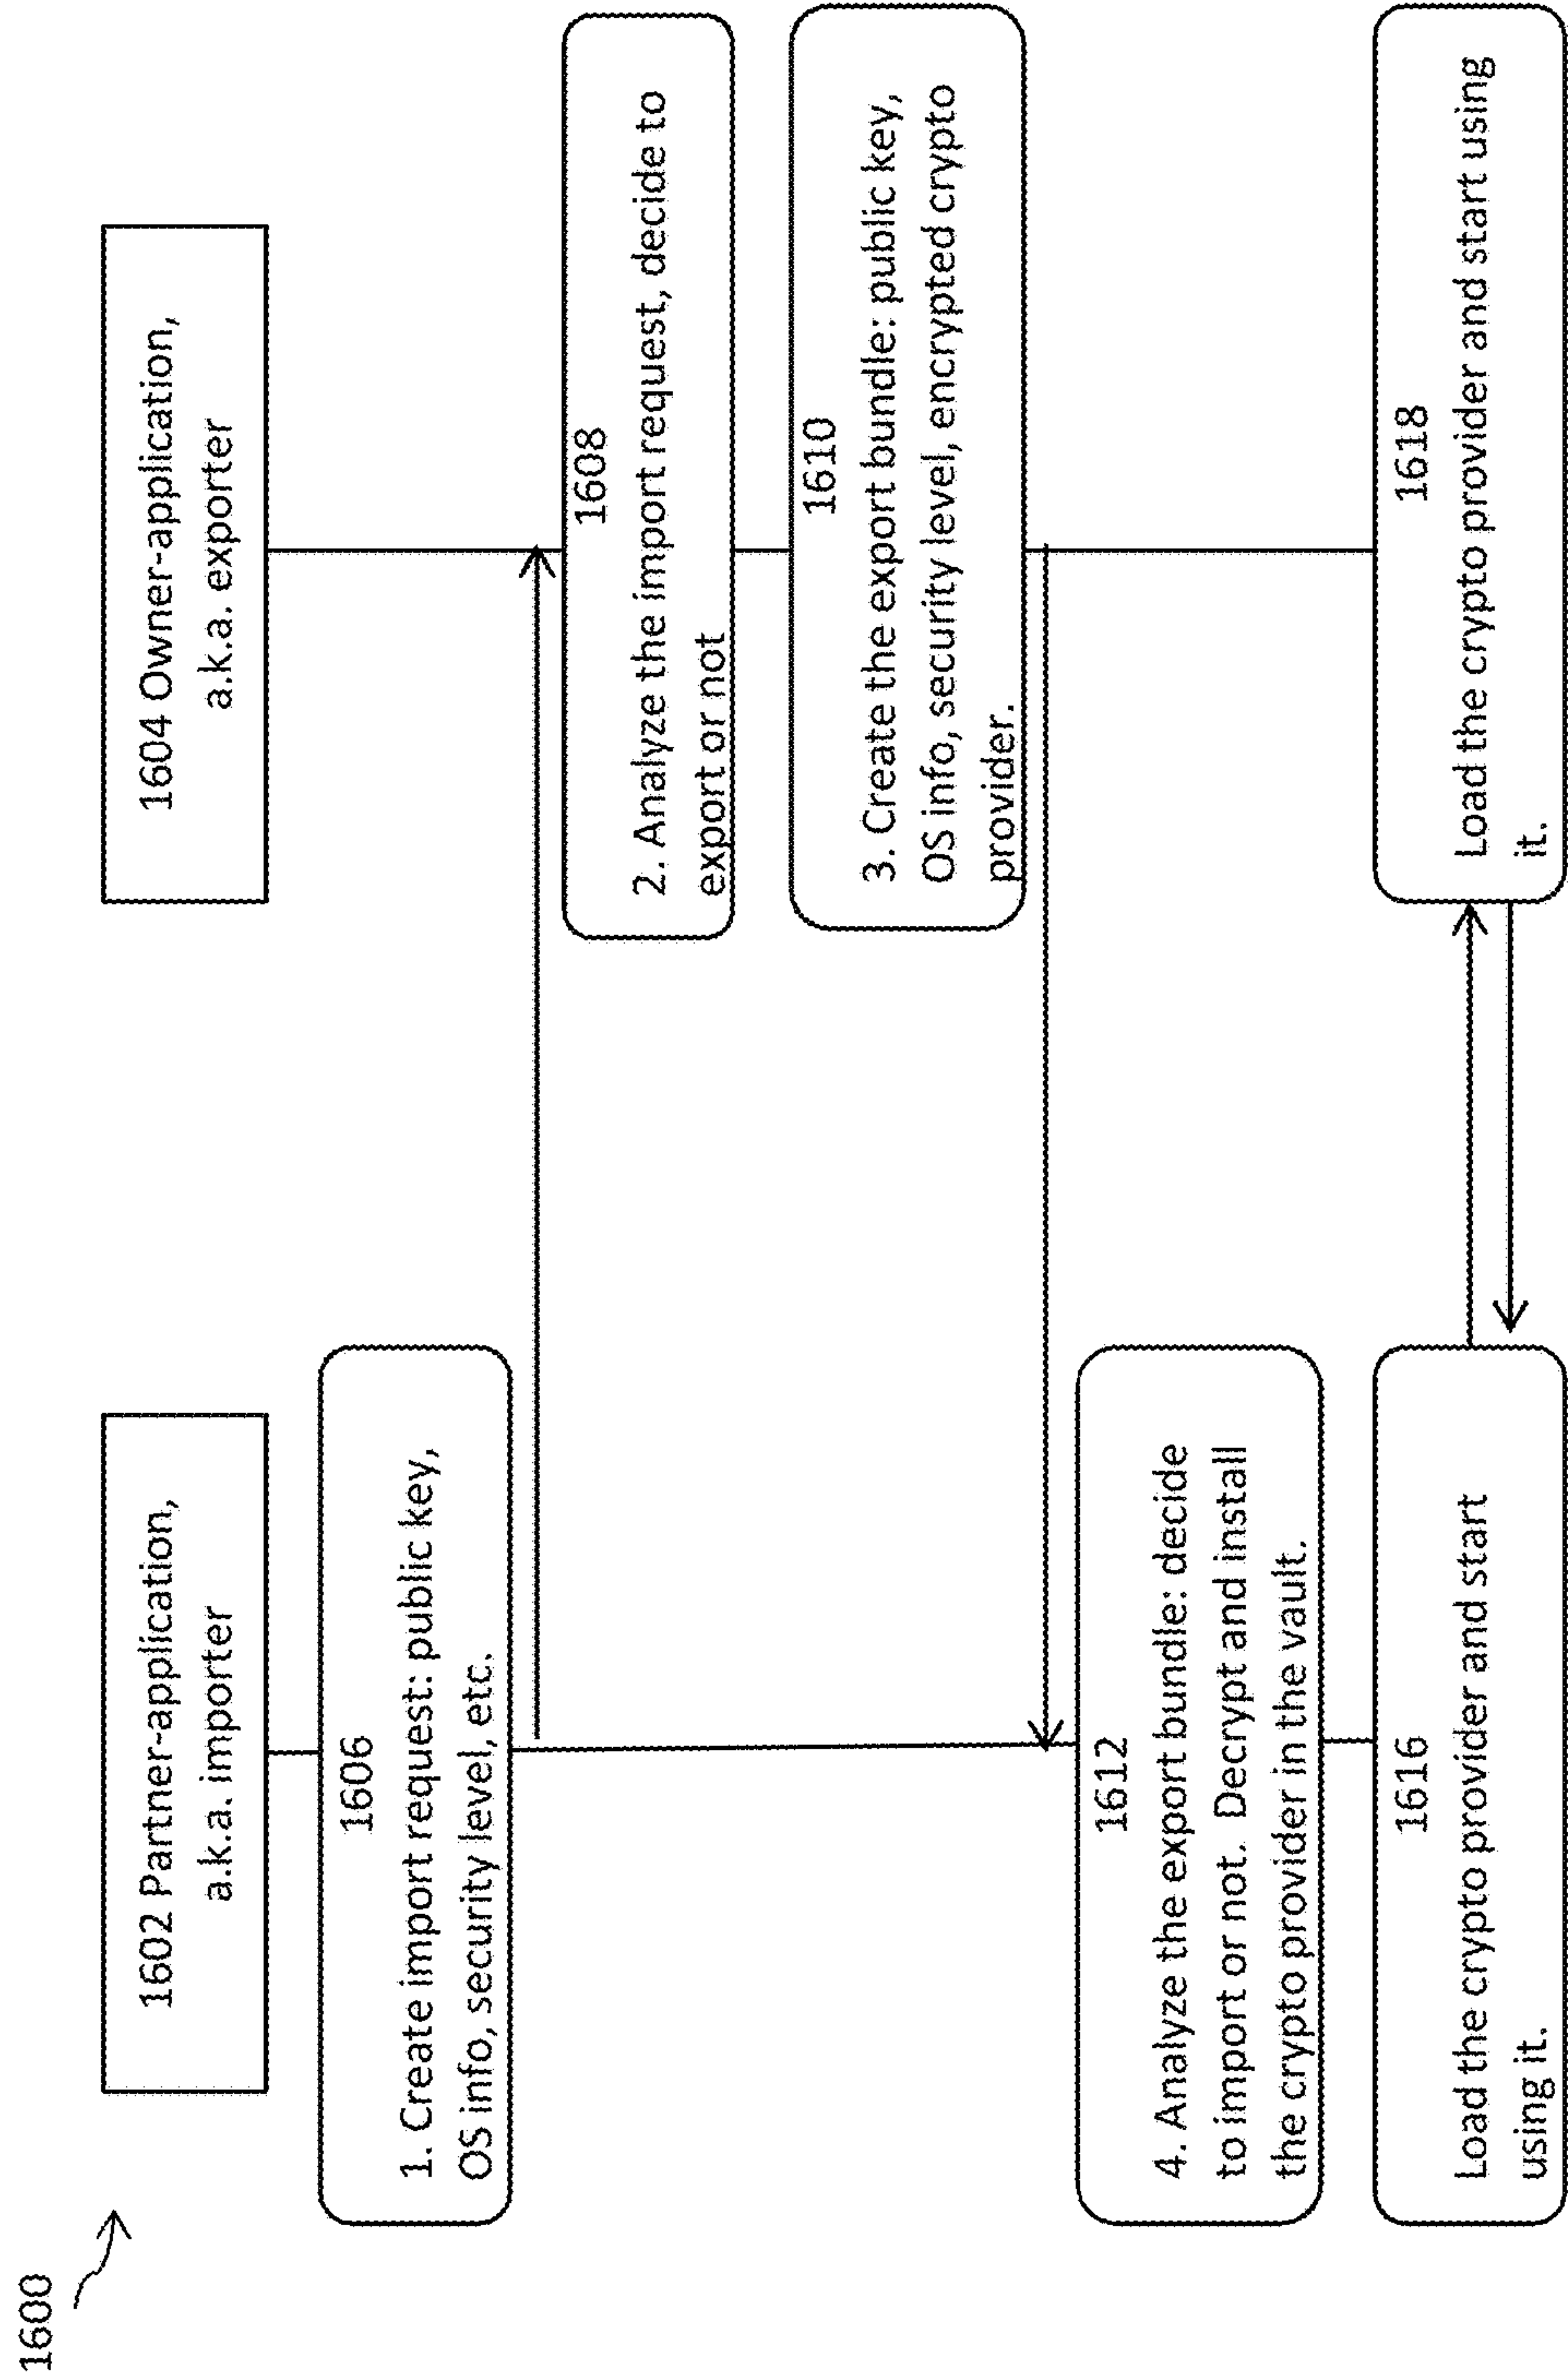 1600
1602 Partner-application,
a.k.a. importer
1604 Owner-application,
a.k.a. exporter
1606
1. Create import request: public key,
OS info, security level, etc.
1608
2. Analyze the import request, decide to
export or not
1610
3. Create the export bundle: public key,
OS info, security level, encrypted crypto
provider.
1612
4. Analyze the export bundle: decide
to import or not. Decrypt and install
the crypto provider in the vault.
1616
Load the crypto provider and start
using it.
1618
Load the crypto provider and start using
it.